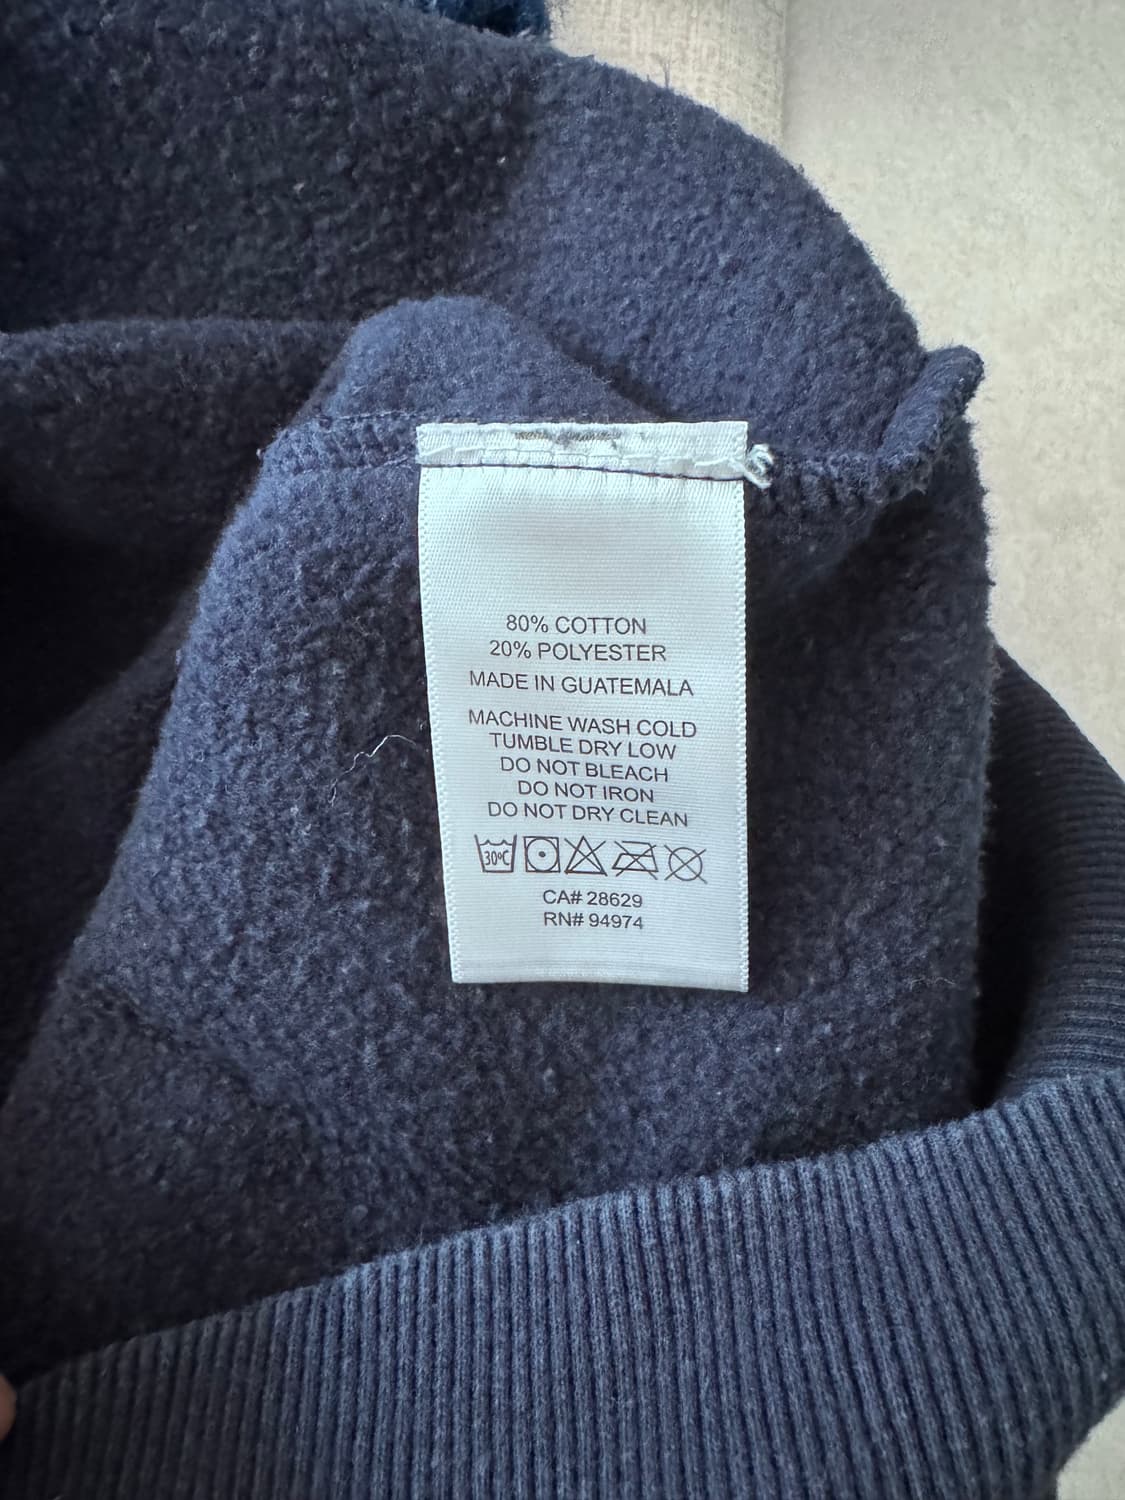 80% COTTON
20% POLYESTER
MADE IN GUATEMALA
MACHINE WASH COLD
TUMBLE DRY LOW
DO NOT BLEACH
DO NOT IRON
DO NOT DRY CLEAN
30ºC
CA# 28629
RN# 94974